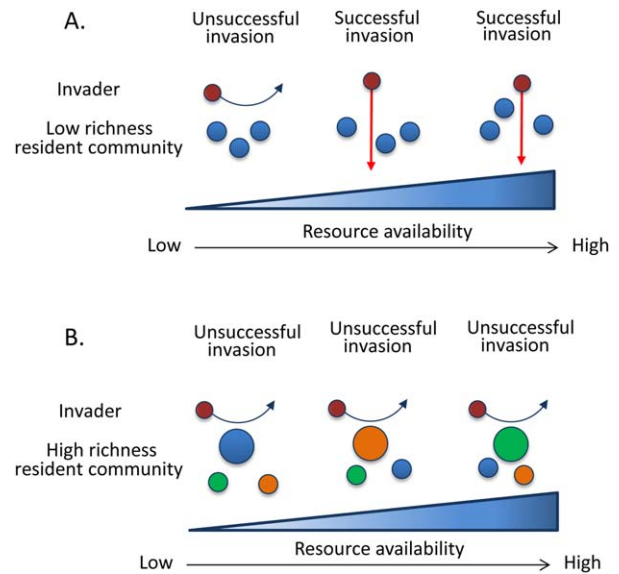 A.
Unsuccessful invasion
Successful invasion
Successful invasion
Invader
Low richness
resident community
Resource availability
Low
High
B.
Unsuccessful invasion
Unsuccessful invasion
Unsuccessful invasion
Invader
High richness
resident community
Resource availability
Low
High